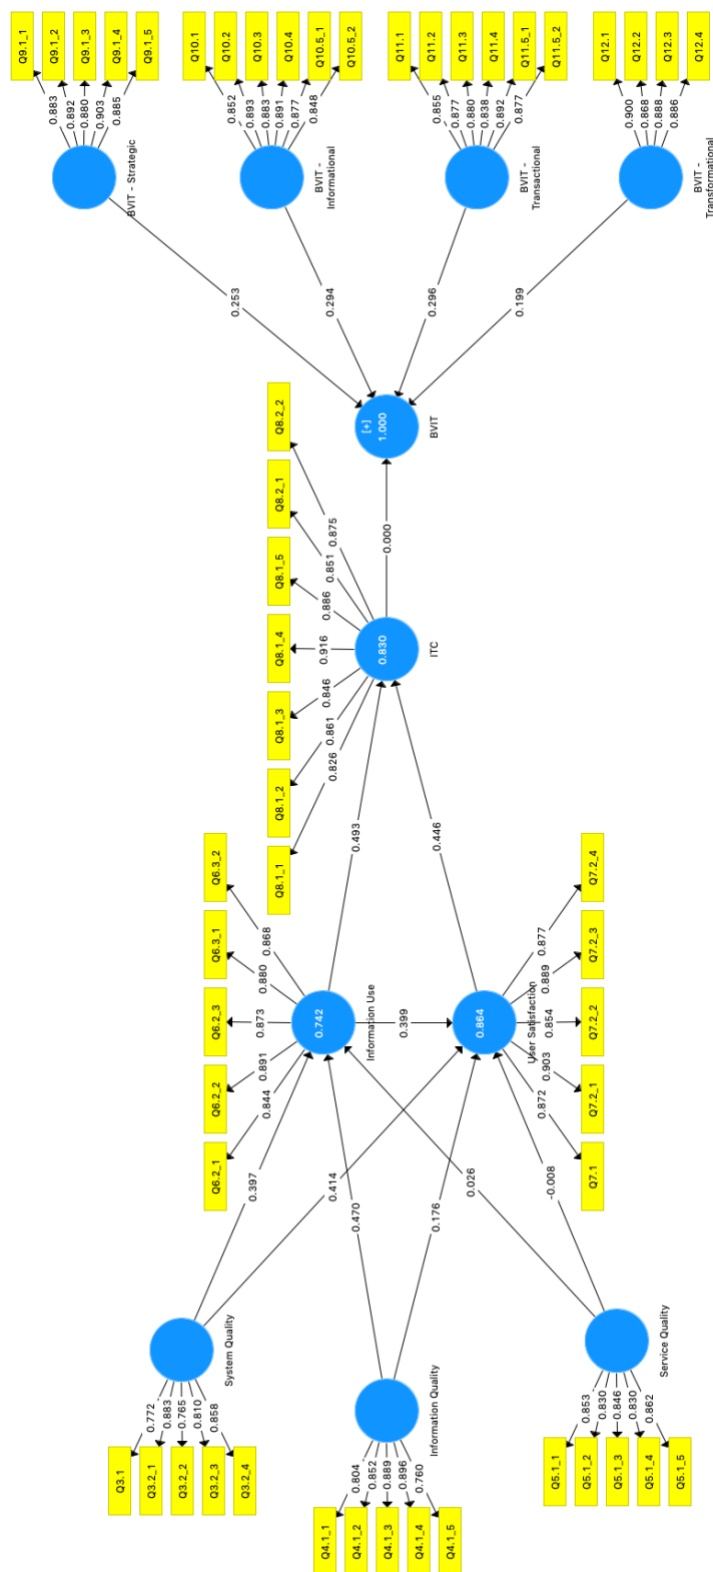 Q9.1_1
Q9.1_2
Q9.1_3
Q9.1_4
Q9.1_5
0.883
0.892
0.880
0.903
0.885
BVIT - Strategic
Q10.1
Q10.2
Q10.3
Q10.4
Q10.5_1
Q10.5_2
0.852
0.893
0.883
0.891
0.877
0.848
BVIT -
Informational
Q11.1
Q11.2
Q11.3
Q11.4
Q11.5_1
Q11.5_2
0.855
0.877
0.880
0.838
0.892
0.877
BVIT -
Transactional
Q12.1
Q12.2
Q12.3
Q12.4
0.900
0.868
0.888
0.886
BVIT -
Transformational
0.253
0.294
0.296
0.199
[+]
1.000
BVIT
0.000
Q8.2_2
Q8.2_1
Q8.1_5
Q8.1_4
Q8.1_3
Q8.1_2
Q8.1_1
0.875
0.851
0.886
0.916
0.846
0.861
0.826
0.830
ITC
0.493
0.446
Q6.3_2
Q6.3_1
Q6.2_3
Q6.2_2
Q6.2_1
0.868
0.880
0.873
0.891
0.844
0.742
Information Use
0.399
0.864
User Satisfaction
Q7.2_4
Q7.2_3
Q7.2_2
Q7.2_1
Q7.1
0.877
0.889
0.854
0.903
0.872
0.397
0.414
0.470
0.176
0.026
-0.008
System Quality
0.772
0.883
0.765
0.810
0.858
Q3.1
Q3.2_1
Q3.2_2
Q3.2_3
Q3.2_4
Information Quality
0.804
0.852
0.889
0.896
0.760
Q4.1_1
Q4.1_2
Q4.1_3
Q4.1_4
Q4.1_5
Service Quality
0.853
0.830
0.846
0.830
0.862
Q5.1_1
Q5.1_2
Q5.1_3
Q5.1_4
Q5.1_5